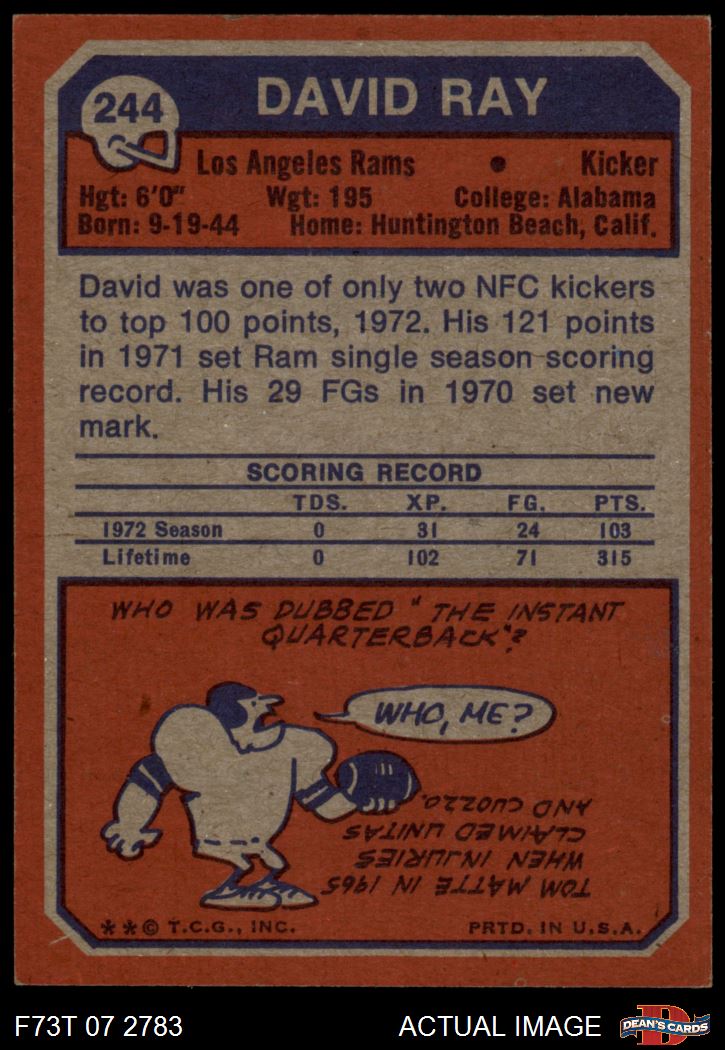 244
DAVID RAY
Los Angeles Rams • Kicker
Hgt: 6'0" Wgt: 195 College: Alabama
Born: 9-19-44 Home: Huntington Beach, Calif.
David was one of only two NFC kickers
to top 100 points, 1972. His 121 points
in 1971 set Ram single season scoring
record. His 29 FGs in 1970 set new
mark.
SCORING RECORD
TDS. XP. FG. PTS.
1972 Season 0 31 24 103
Lifetime 0 102 71 315
WHO WAS DUBBED "THE INSTANT
QUARTERBACK"?
WHO, ME?
TOM MATTE IN 1965
WHEN INJURIES
CLAIMED UNITAS
AND CUOZZO.
**© T.C.G., INC. PRTD. IN U.S.A.
F73T 07 2783 ACTUAL IMAGE
D
DEAN'S CARDS